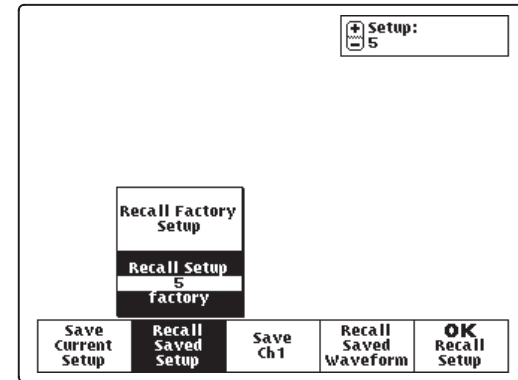 + Setup:
- 5
Recall Factory
Setup
Recall Setup
5
factory
Save
Current
Setup
Recall
Saved
Setup
Save
Ch1
Recall
Saved
Waveform
OK
Recall
Setup